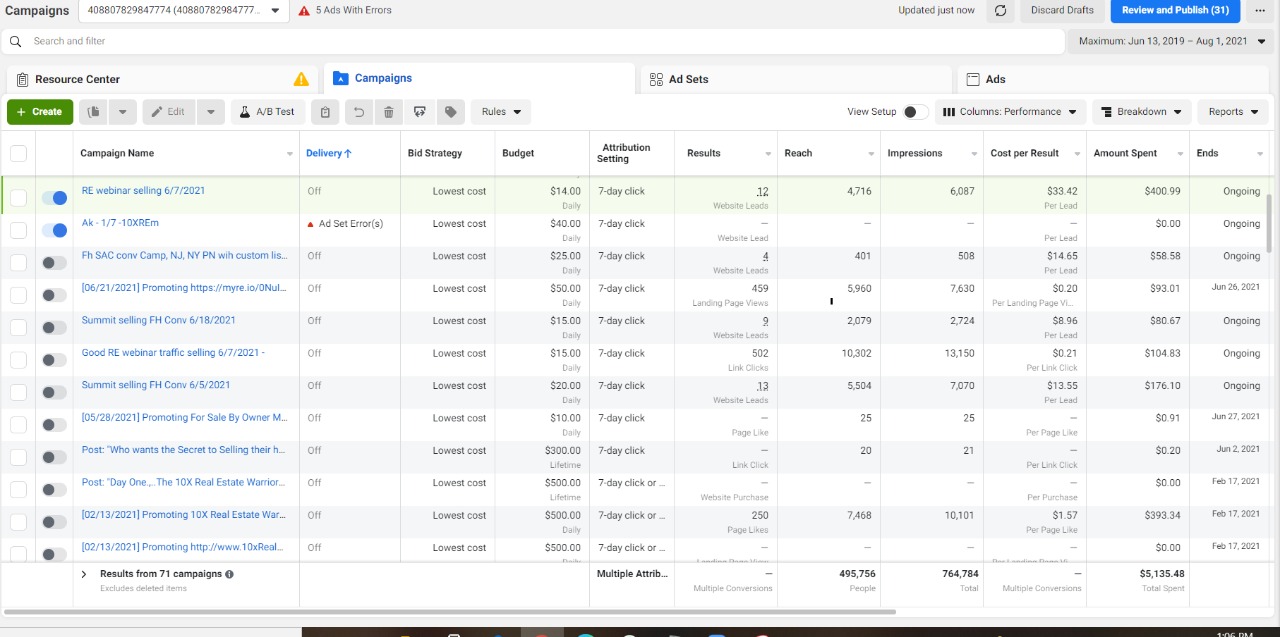 Campaigns 408807829847774 (40880782984777... 5 Ads With Errors Updated just now Discard Drafts Review and Publish (31) ...
Search and filter Maximum: Jun 13, 2019 – Aug 1, 2021
Resource Center Campaigns Ad Sets Ads
+ Create Edit A/B Test Rules View Setup Columns: Performance Breakdown Reports
Campaign Name Delivery ↑ Bid Strategy Budget Attribution Setting Results Reach Impressions Cost per Result Amount Spent Ends
RE webinar selling 6/7/2021 Off Lowest cost $14.00 7-day click 12 4,716 6,087 $33.42 $400.99 Ongoing
Daily Website Leads Per Lead
Ak - 1/7 -10XREm Ad Set Error(s) Lowest cost $40.00 7-day click — — — — $0.00 Ongoing
Daily Website Lead Per Lead
Fh SAC conv Camp, NJ, NY PN wih custom lis... Off Lowest cost $25.00 7-day click 4 401 508 $14.65 $58.58 Ongoing
Daily Website Leads Per Lead
[06/21/2021] Promoting https://myre.io/0Nul... Off Lowest cost $50.00 7-day click 459 5,960 7,630 $0.20 $93.01 Jun 26, 2021
Daily Landing Page Views Per Landing Page Vi...
Summit selling FH Conv 6/18/2021 Off Lowest cost $15.00 7-day click 9 2,079 2,724 $8.96 $80.67 Ongoing
Daily Website Leads Per Lead
Good RE webinar traffic selling 6/7/2021 - Off Lowest cost $15.00 7-day click 502 10,302 13,150 $0.21 $104.83 Ongoing
Daily Link Clicks Per Link Click
Summit selling FH Conv 6/5/2021 Off Lowest cost $20.00 7-day click 13 5,504 7,070 $13.55 $176.10 Ongoing
Daily Website Leads Per Lead
[05/28/2021] Promoting For Sale By Owner M... Off Lowest cost $10.00 7-day click — 25 25 — $0.91 Jun 27, 2021
Daily Page Like Per Page Like
Post: "Who wants the Secret to Selling their h... Off Lowest cost $300.00 7-day click — 20 21 — $0.20 Jun 2, 2021
Lifetime Link Click Per Link Click
Post: "Day One.,.The 10X Real Estate Warrior... Off Lowest cost $500.00 7-day click or ... — — — — $0.00 Feb 17, 2021
Lifetime Website Purchase Per Purchase
[02/13/2021] Promoting 10X Real Estate War... Off Lowest cost $500.00 7-day click or ... 250 7,468 10,101 $1.57 $393.34 Feb 17, 2021
Daily Page Likes Per Page Like
[02/13/2021] Promoting http://www.10xReal... Off Lowest cost $500.00 7-day click or ... — — — — $0.00 Feb 17, 2021
Daily Landing Page Vi... Per Landing Page Vi...
Results from 71 campaigns Multiple Attrib... — 495,756 764,784 — $5,135.48
Excludes deleted items Multiple Conversions People Total Multiple Conversions Total Spent
1:06 PM